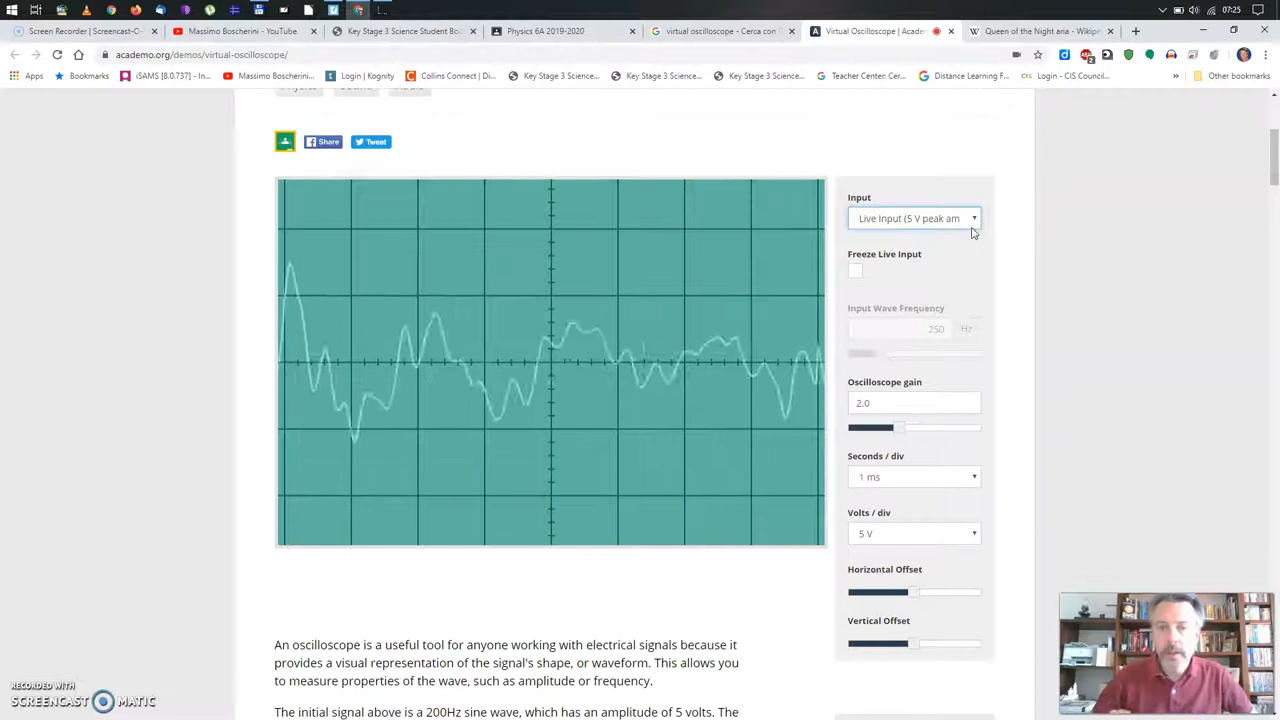 07:25
Screen Recorder | Screencast-O-
Massimo Boscherini - YouTube
Key Stage 3 Science Student Boo
Physics 6A 2019-2020
virtual oscilloscope - Cerca con G
Virtual Oscilloscope | Acade
Queen of the Night aria - Wikipe
academo.org/demos/virtual-oscilloscope/
2
Apps
Bookmarks
iSAMS [8.0.737] - In...
Massimo Boscherini...
Login | Kognity
Collins Connect | Di...
Key Stage 3 Science...
Key Stage 3 Science...
Key Stage 3 Science...
Teacher Center: Cer...
Distance Learning F...
Login - CIS Council...
»
Other bookmarks
Share
Tweet
Input
Live Input (5 V peak am
Freeze Live Input
Input Wave Frequency
250 Hz
Oscilloscope gain
2.0
Seconds / div
1 ms
Volts / div
5 V
Horizontal Offset
Vertical Offset
An oscilloscope is a useful tool for anyone working with electrical signals because it
provides a visual representation of the signal's shape, or waveform. This allows you
to measure properties of the wave, such as amplitude or frequency.
The initial signal above is a 200Hz sine wave, which has an amplitude of 5 volts. The
RECORDED WITH
SCREENCAST MATIC